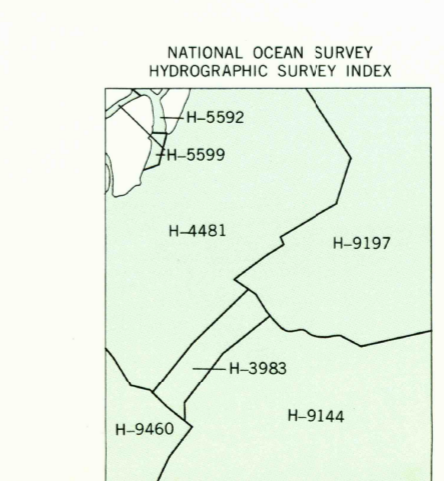 NATIONAL OCEAN SURVEY
HYDROGRAPHIC SURVEY INDEX
H-5592
H-5599
H-4481
H-9197
H-3983
H-9144
H-9460